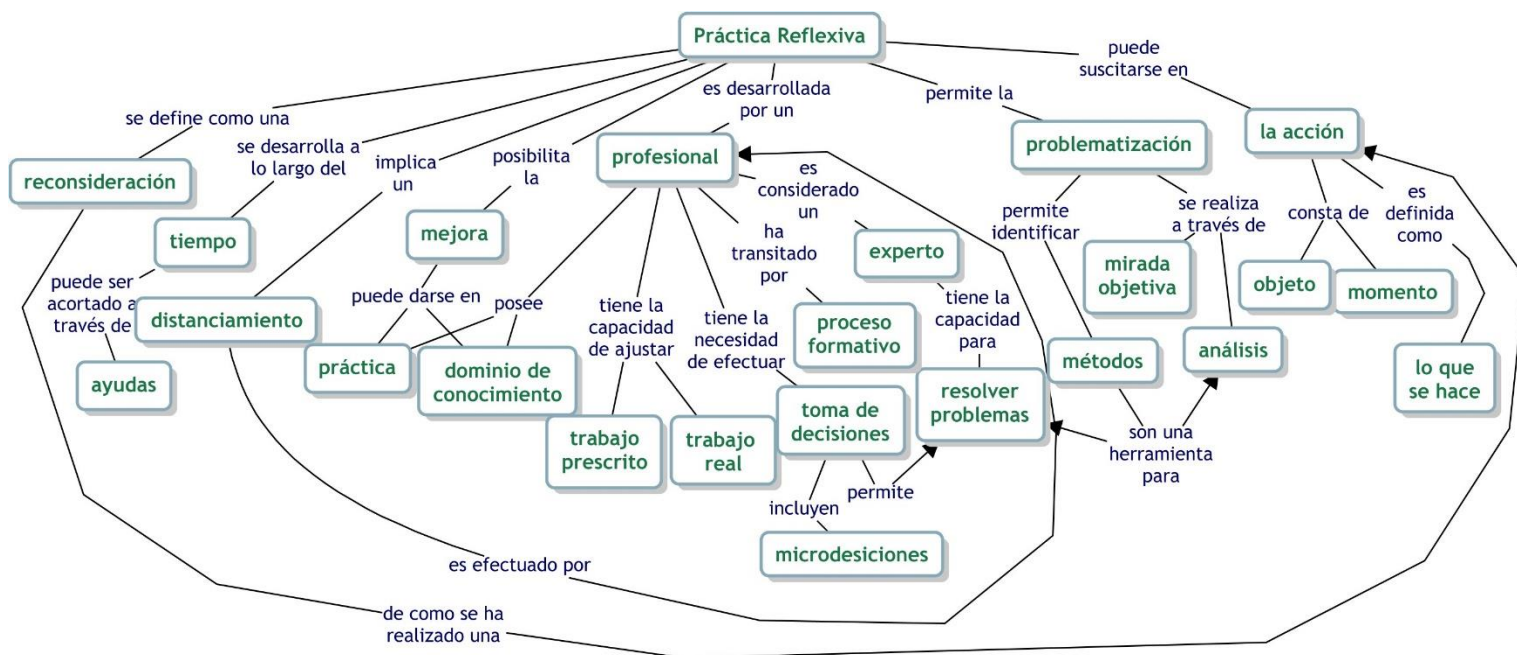 Práctica Reflexiva
puede
suscitarse en
es desarrollada
por un
permite la
se define como una
se desarrolla a
lo largo del
implica
un
posibilita
la
profesional
problematización
la acción
reconsideración
es
considerado
un
permite
identificar
se realiza
a través de
consta de
es
definida
como
tiempo
mejora
ha
transitado
por
experto
mirada
objetiva
objeto
momento
puede ser
acortado a
través de
distanciamiento
puede darse en
posee
tiene la
capacidad
de ajustar
tiene la
necesidad
de efectuar
proceso
formativo
tiene la
capacidad
para
ayudas
práctica
dominio de
conocimiento
métodos
análisis
lo que
se hace
trabajo
prescrito
trabajo
real
toma de
decisiones
resolver
problemas
son una
herramienta
para
incluyen
permite
microdesiciones
es efectuado por
de como se ha
realizado una